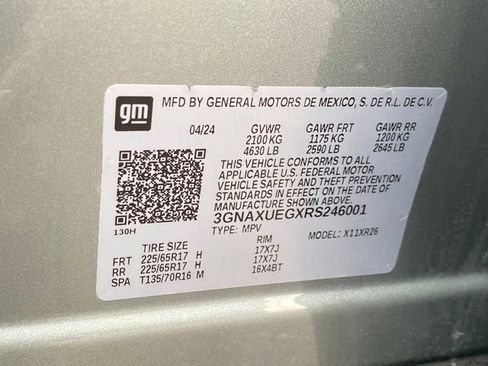 gm
MFD BY GENERAL MOTORS DE MEXICO, S. DE R.L. DE C.V.
04/24 GVWR GAWR FRT GAWR RR
2100 KG 1175 KG 1200 KG
4630 LB 2590 LB 2645 LB
THIS VEHICLE CONFORMS TO ALL
APPLICABLE U.S. FEDERAL MOTOR
VEHICLE SAFETY AND THEFT PREVENTION
STANDARDS IN EFFECT ON THE DATE OF
MANUFACTURE SHOWN ABOVE.
3GNAXUEGXRS246001
130H
TYPE: MPV MODEL: X11XR26
TIRE SIZE RIM
FRT 225/65R17 H 17X7J
RR 225/65R17 H 17X7J
SPA T135/70R16 M 16X4BT